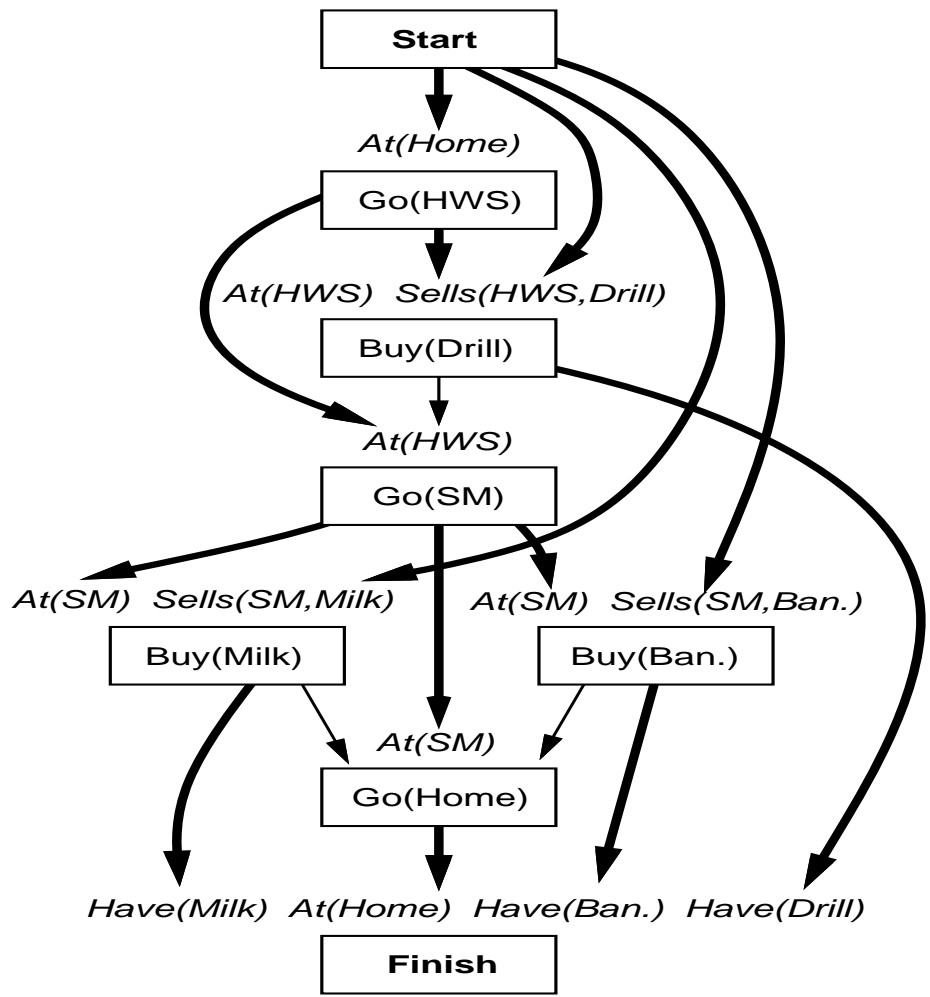 Start
At(Home)
Go(HWS)
At(HWS) Sells(HWS,Drill)
Buy(Drill)
At(HWS)
Go(SM)
At(SM) Sells(SM,Milk) At(SM) Sells(SM,Ban.)
Buy(Milk) Buy(Ban.)
At(SM)
Go(Home)
Have(Milk) At(Home) Have(Ban.) Have(Drill)
Finish